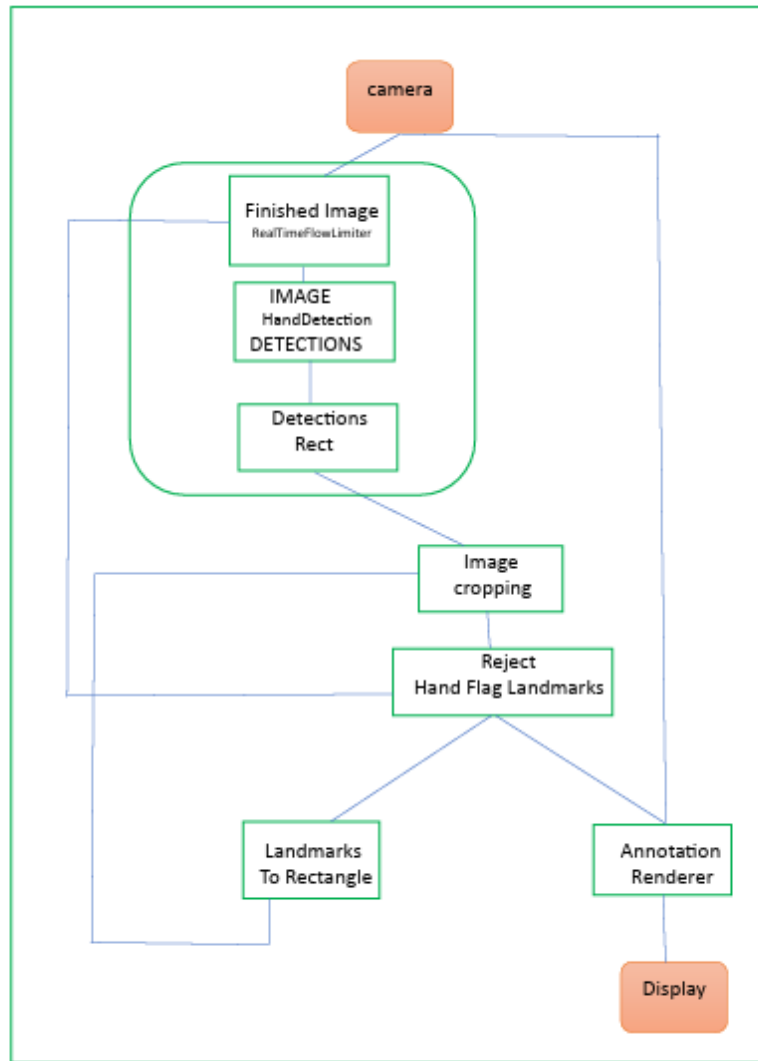 camera
Finished Image
RealTimeFlowLimiter
IMAGE
HandDetection
DETECTIONS
Detections
Rect
Image
cropping
Reject
Hand Flag Landmarks
Landmarks
To Rectangle
Annotation
Renderer
Display